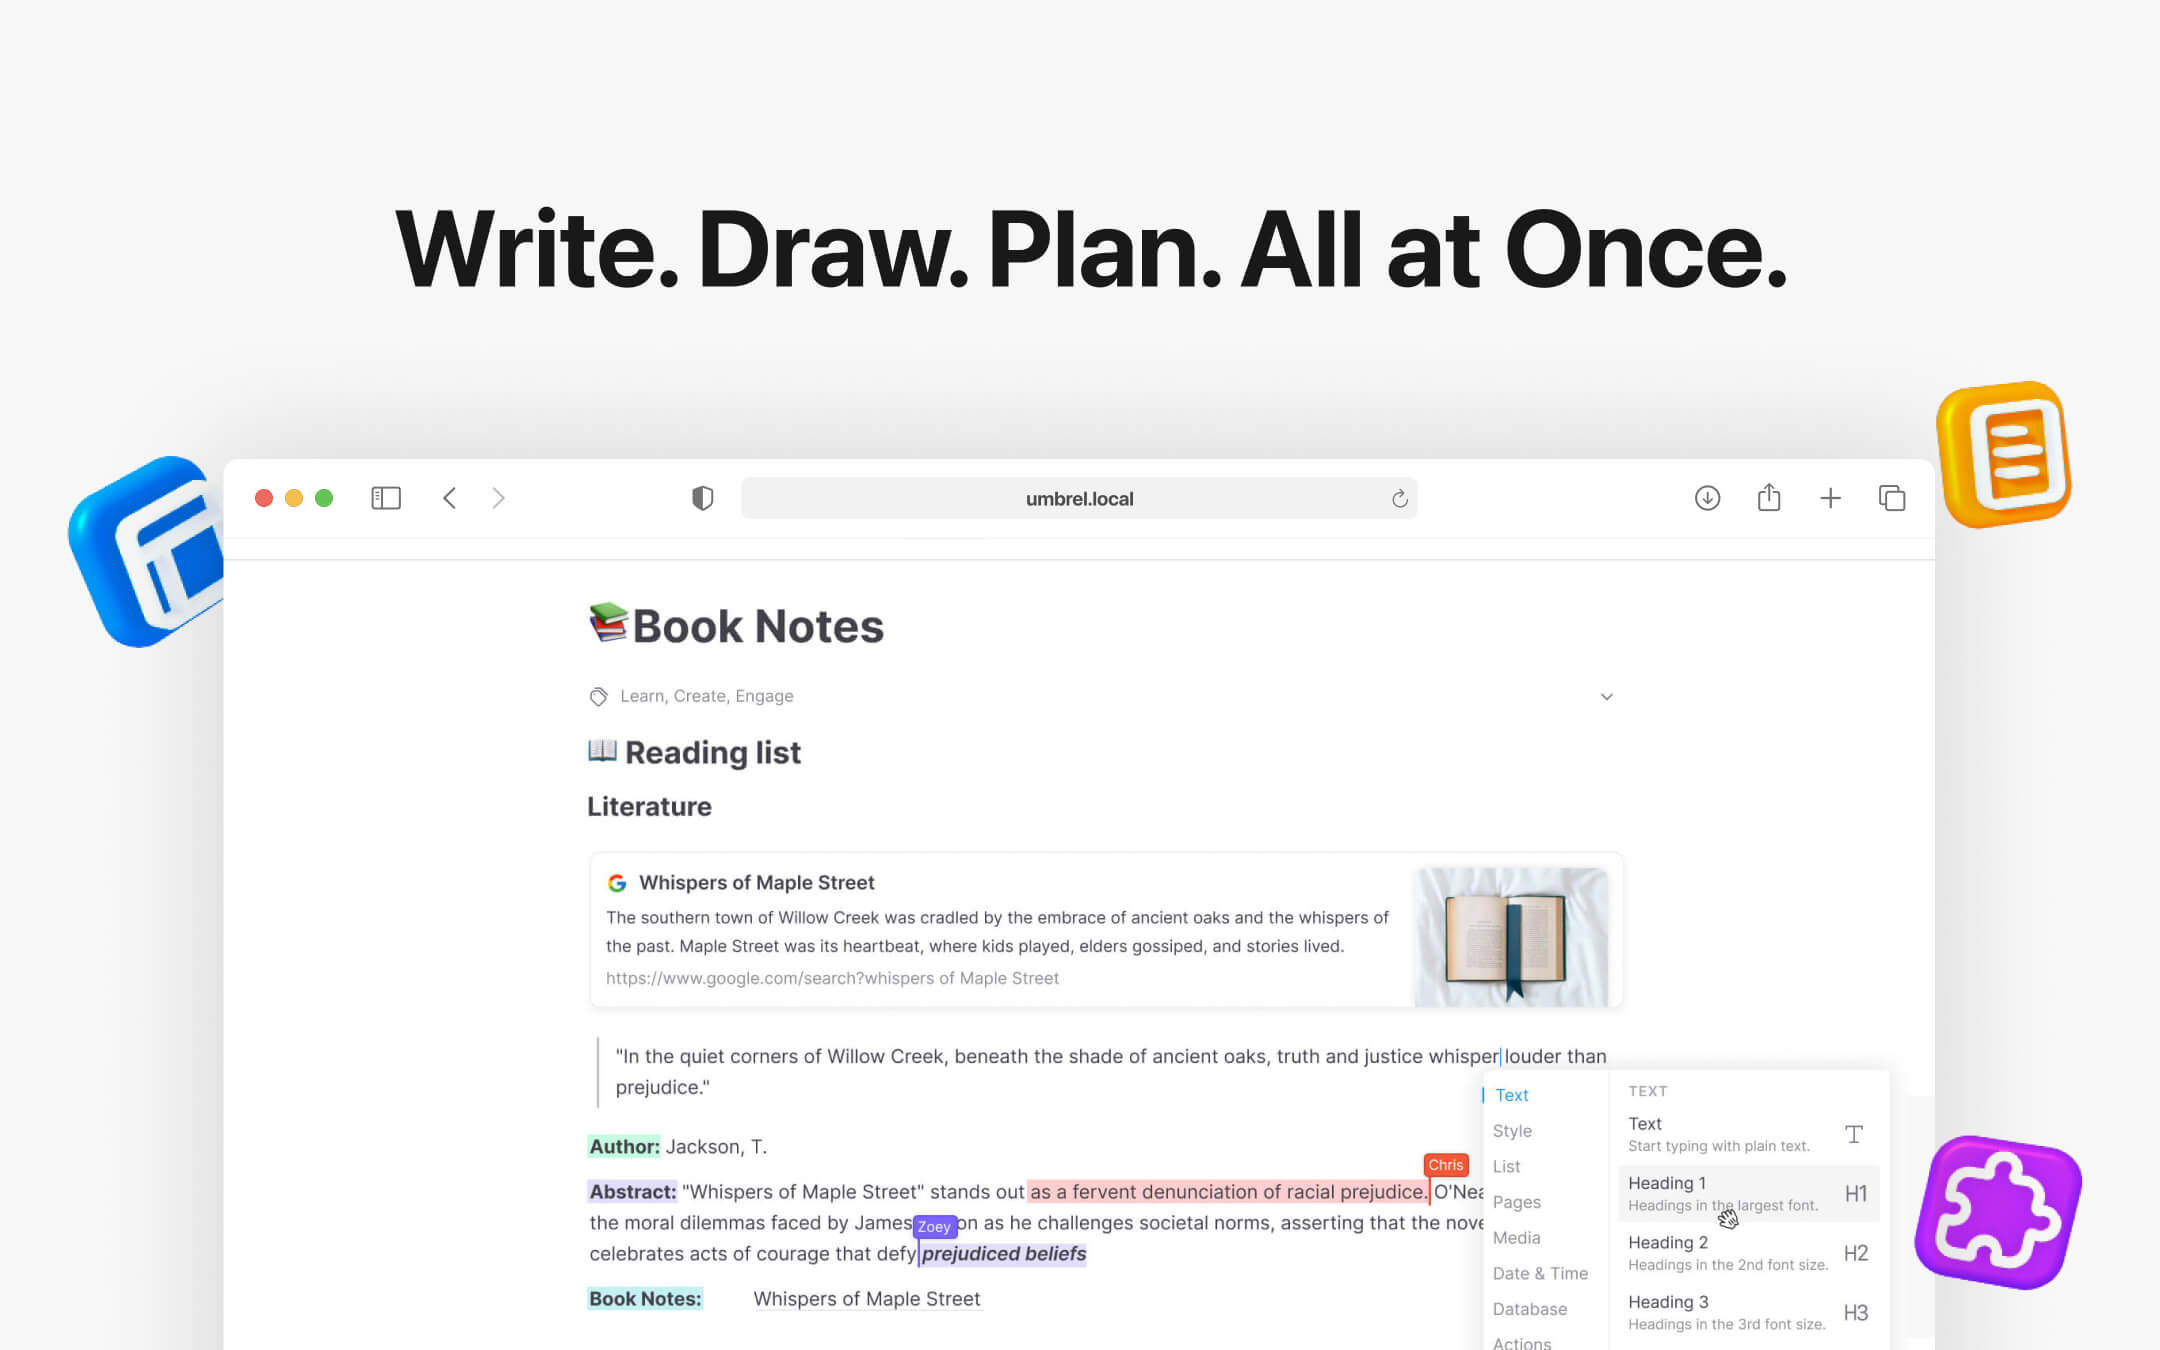 Write. Draw. Plan. All at Once.
umbrel.local
📚Book Notes
Learn, Create, Engage
📖 Reading list
Literature
Whispers of Maple Street
The southern town of Willow Creek was cradled by the embrace of ancient oaks and the whispers of
the past. Maple Street was its heartbeat, where kids played, elders gossiped, and stories lived.
https://www.google.com/search?whispers of Maple Street
"In the quiet corners of Willow Creek, beneath the shade of ancient oaks, truth and justice whisper louder than
prejudice."
Author: Jackson, T.
Chris
Abstract: "Whispers of Maple Street" stands out as a fervent denunciation of racial prejudice. O'Nea
the moral dilemmas faced by James on as he challenges societal norms, asserting that the nove
Zoey
celebrates acts of courage that defy prejudiced beliefs
Book Notes: Whispers of Maple Street
Text
Style
List
Pages
Media
Date & Time
Database
Actions
TEXT
Text
Start typing with plain text.
T
Heading 1
Headings in the largest font.
H1
Heading 2
Headings in the 2nd font size.
H2
Heading 3
Headings in the 3rd font size.
H3